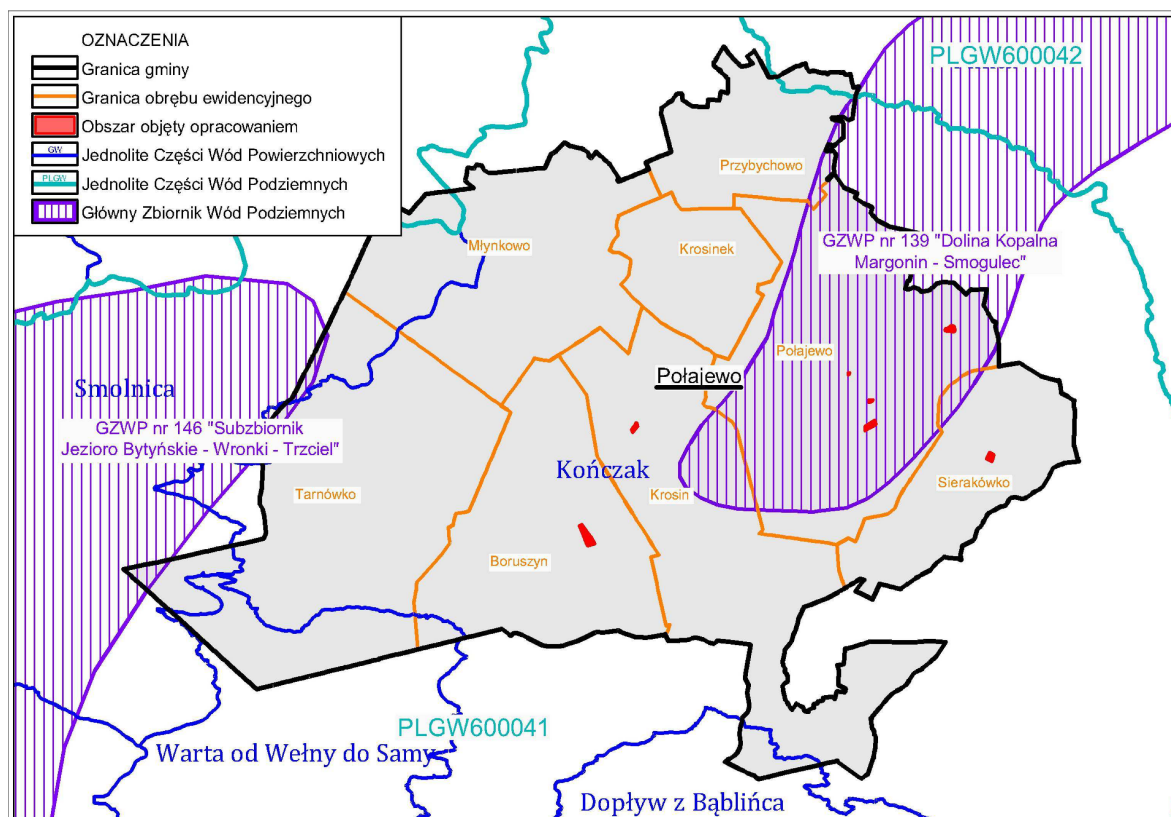 OZNACZENIA
Granica gminy
Granica obrębu ewidencyjnego
Obszar objęty opracowaniem
GW
Jednolite Części Wód Powierzchniowych
PLGW
Jednolite Części Wód Podziemnych
Główny Zbiornik Wód Podziemnych
PLGW600042
Przybychowo
Młynkowo
Krosinek
GZWP nr 139 "Dolina Kopalna
Margonin - Smogulec"
Połajewo
Połajewo
Smolnica
GZWP nr 146 "Subzbiornik
Jezioro Bytyńskie - Wronki - Trzciel"
Kończak
Tarnówko
Krosin
Sierakówko
Boruszyn
PLGW600041
Warta od Wełny do Samy
Dopływ z Bąblińca